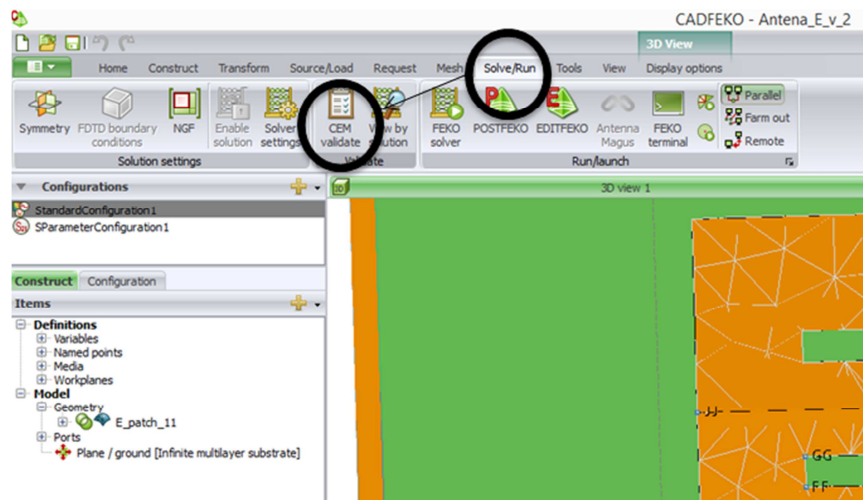 CADFEKO - Antena_E_v_2
3D View
Home Construct Transform Source/Load Request Mesh Solve/Run Tools View Display options
Symmetry FDTD boundary conditions NGF Enable solution Solver settings CEM validate View by solution FEKO solver POSTFEKO EDITFEKO Antenna Magus FEKO terminal Parallel
Farm out
Remote
Solution settings Validate Run/launch
Configurations 3D view 1
StandardConfiguration1
SParameterConfiguration1
Construct Configuration
Items
Definitions
Variables
Named points
Media
Workplanes
Model
Geometry
E_patch_11
Ports
Plane / ground [Infinite multilayer substrate]
GG
FF